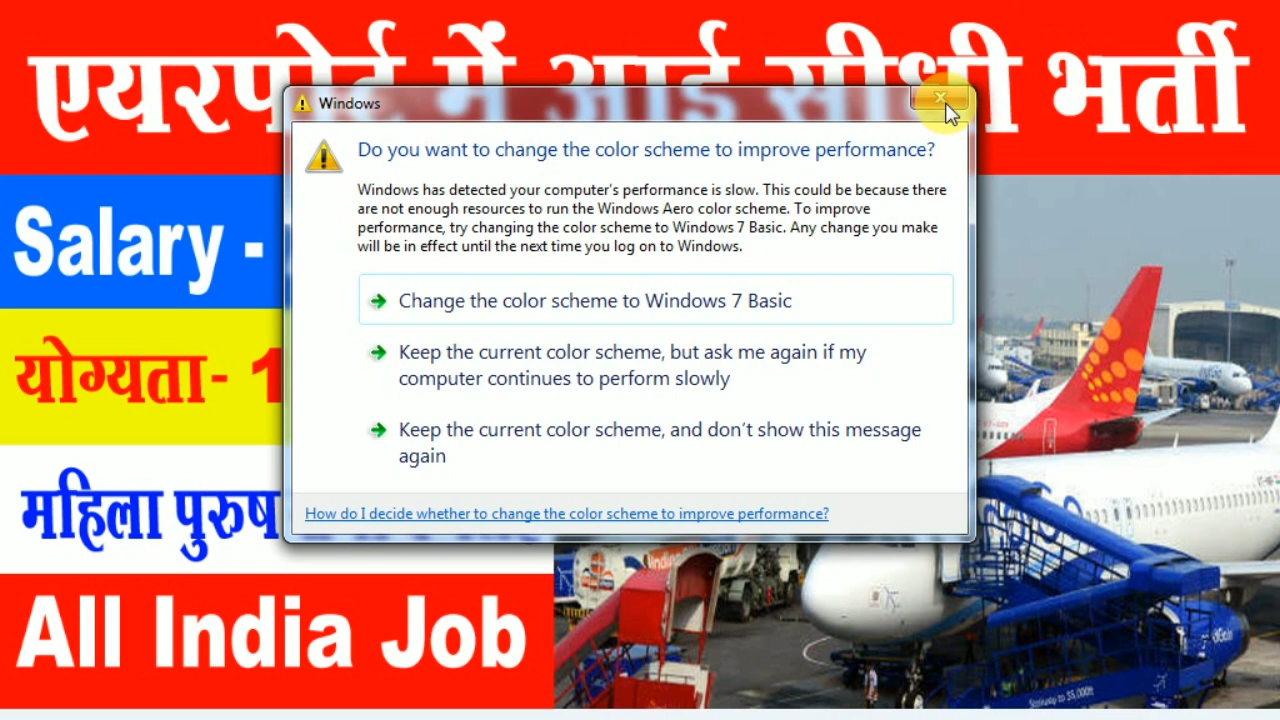 एयरपोर्ट में आई सीधी भर्ती
Windows
Do you want to change the color scheme to improve performance?
Windows has detected your computer's performance is slow. This could be because there
are not enough resources to run the Windows Aero color scheme. To improve
performance, try changing the color scheme to Windows 7 Basic. Any change you make
will be in effect until the next time you log on to Windows.
Change the color scheme to Windows 7 Basic
Keep the current color scheme, but ask me again if my
computer continues to perform slowly
Keep the current color scheme, and don't show this message
again
How do I decide whether to change the color scheme to improve performance?
Salary -
योग्यता- 1
महिला पुरुष
All India Job